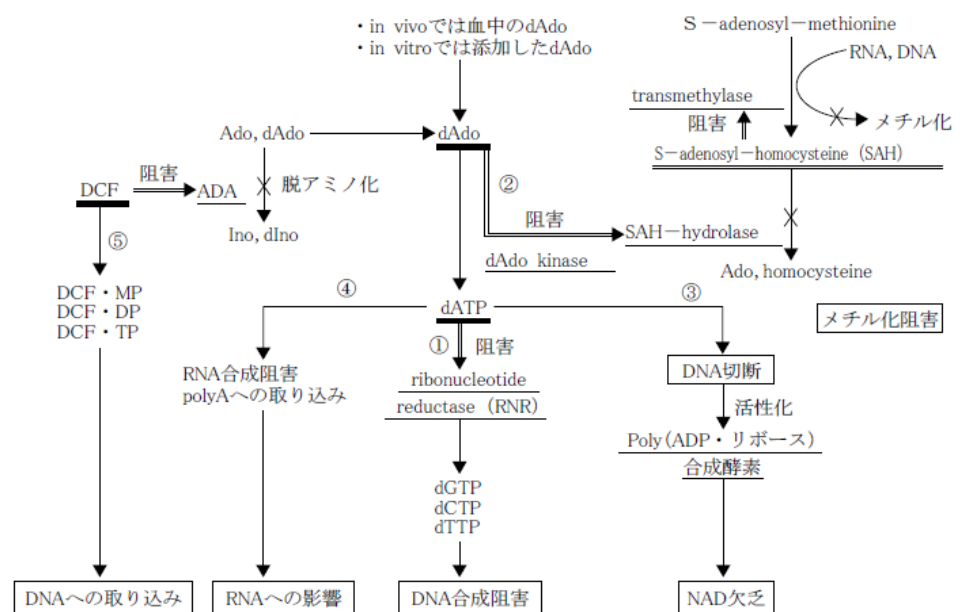 ・in vivoでは血中のdAdo
・in vitroでは添加したdAdo
S－adenosyl－methionine
RNA, DNA
transmethylase
阻害
メチル化
Ado, dAdo
dAdo
S－adenosyl－homocysteine (SAH)
DCF
阻害
ADA
脱アミノ化
②
阻害
SAH－hydrolase
Ino, dIno
⑤
dAdo kinase
Ado, homocysteine
DCF・MP
DCF・DP
DCF・TP
④
dATP
③
メチル化阻害
①
阻害
RNA合成阻害
polyAへの取り込み
ribonucleotide
reductase (RNR)
DNA切断
活性化
Poly(ADP・リボース)
合成酵素
dGTP
dCTP
dTTP
DNAへの取り込み
RNAへの影響
DNA合成阻害
NAD欠乏